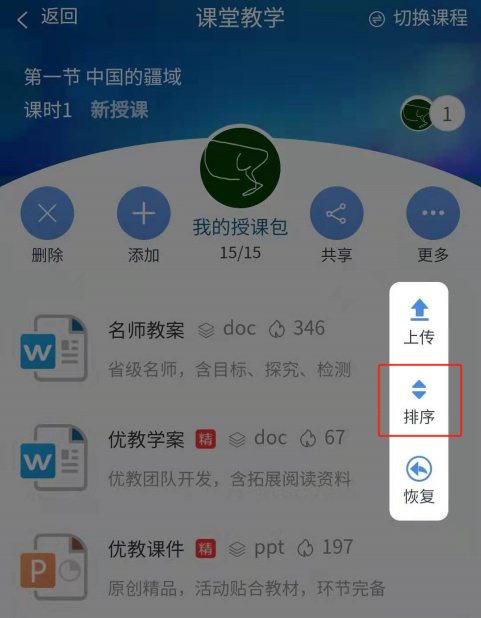 返回
课堂教学
切换课程
第一节 中国的疆域
课时1 新授课
1
删除
添加
我的授课包
15/15
共享
更多
上传
排序
恢复
W
名师教案 doc 346
省级名师，含目标、探究、检测
W
优教学案 精 doc 67
优教团队开发，含拓展阅读资料
P
优教课件 精 ppt 197
原创精品，活动贴合教材，环节完备